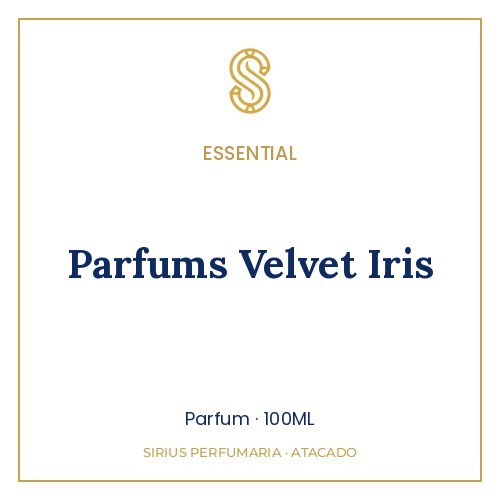 ESSENTIAL
Parfums Velvet Iris
Parfum · 100ML
SIRIUS PERFUMARIA · ATACADO